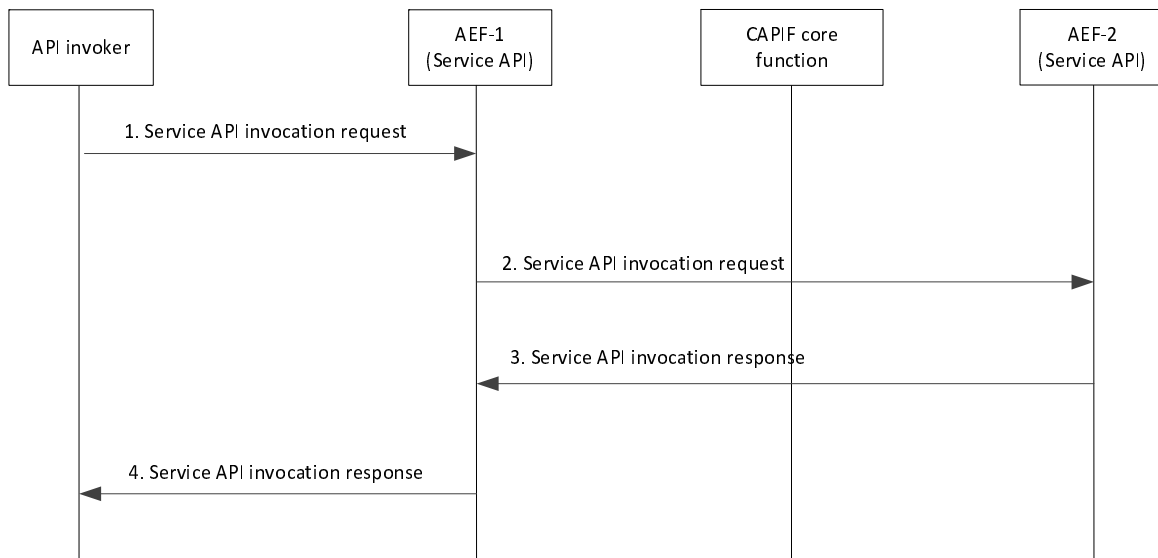 API invoker
AEF-1
(Service API)
CAPIF core
function
AEF-2
(Service API)
1. Service API invocation request
2. Service API invocation request
3. Service API invocation response
4. Service API invocation response